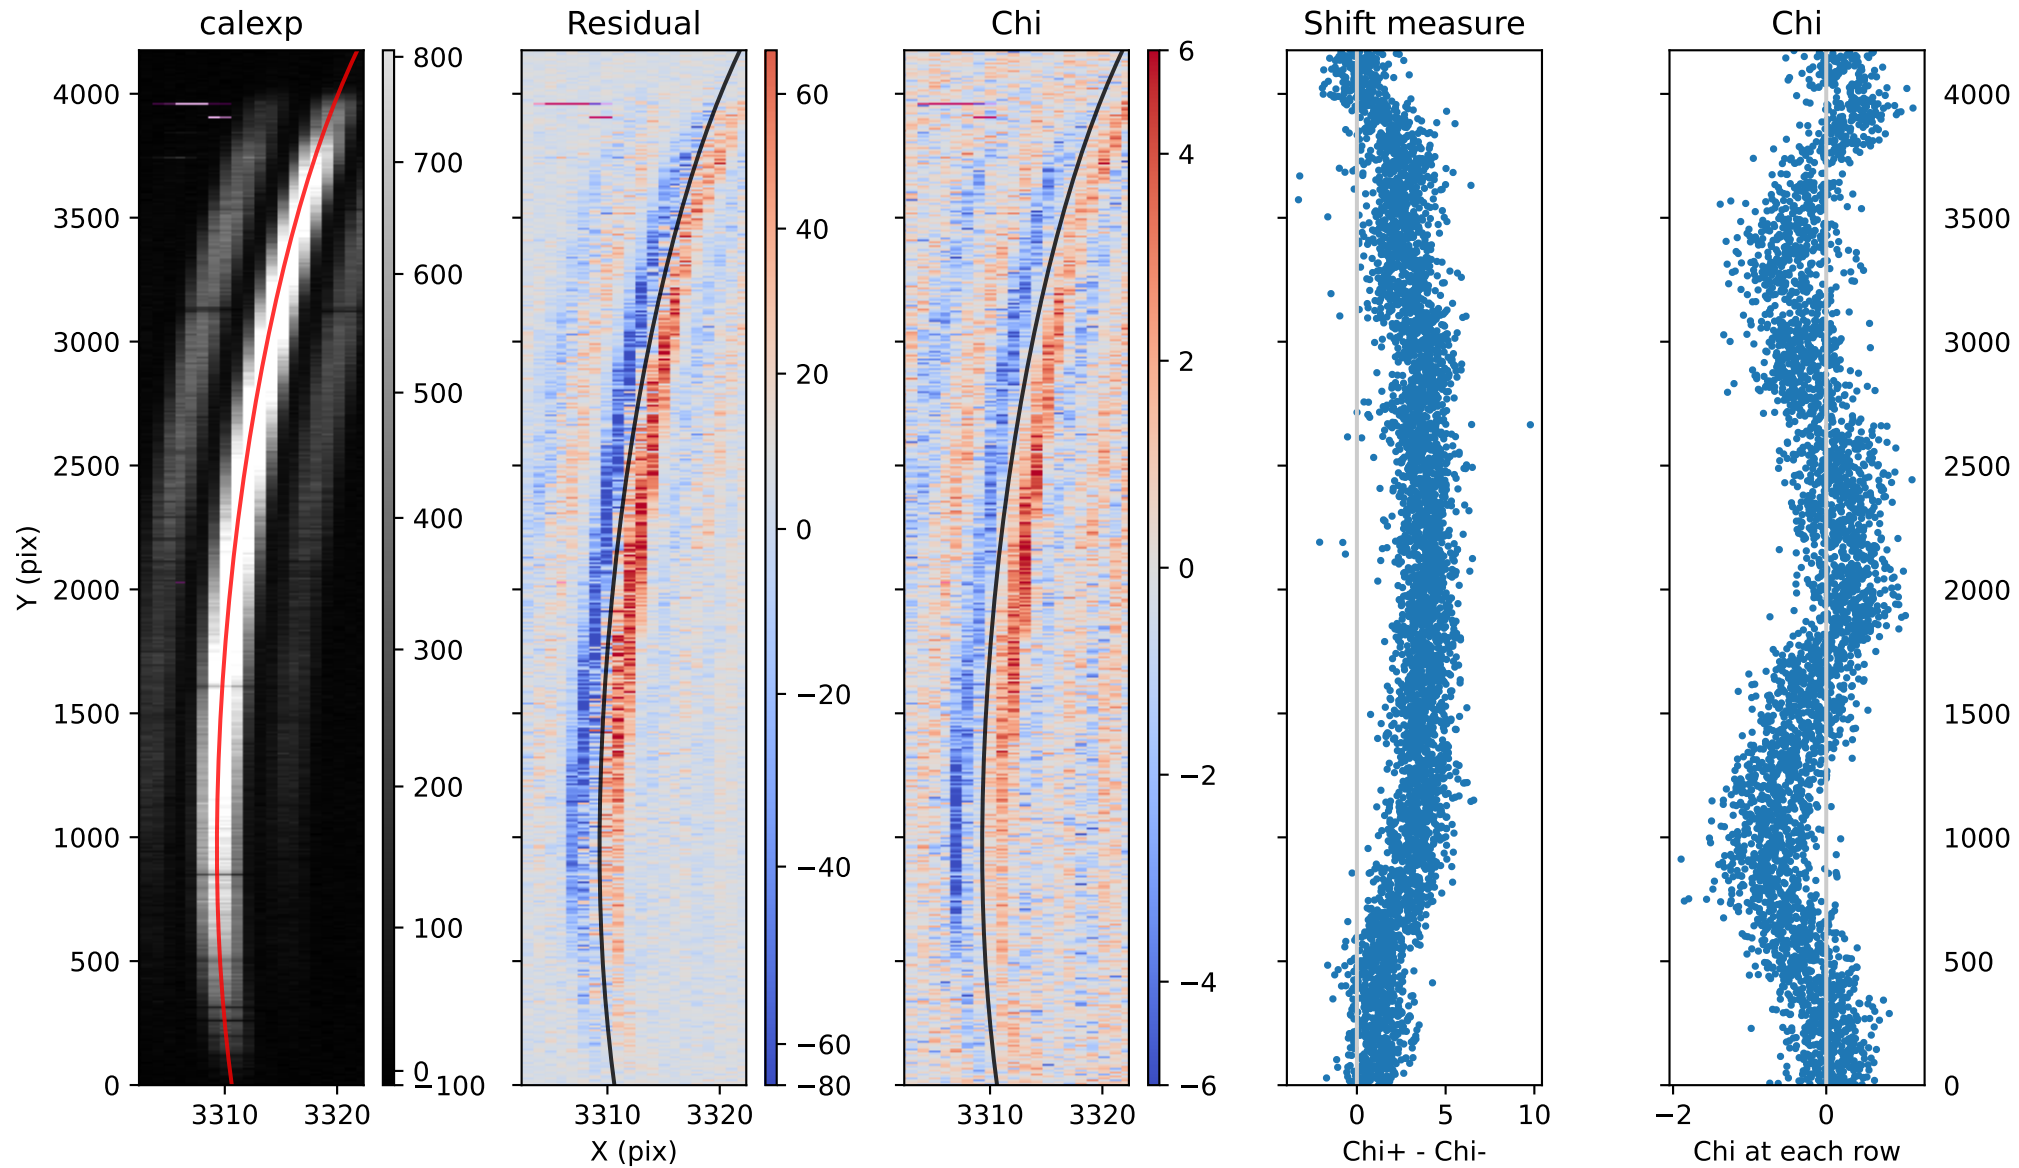 calexp Residual Chi Shift measure Chi
800 60 6 4000
4000 700 4 3500
3500 600 40 3000
3000 500 20 2 2500
2500 400 0 0 2000
2000 300 −20 −2 1500
1500 200 −40 −4 1000
1000 100 −60 500
500 0 −80 −6 0
0 −100
Y (pix)
3310 3320 3310 3320 3310 3320 0 5 10 −2 0
X (pix) Chi+ - Chi- Chi at each row